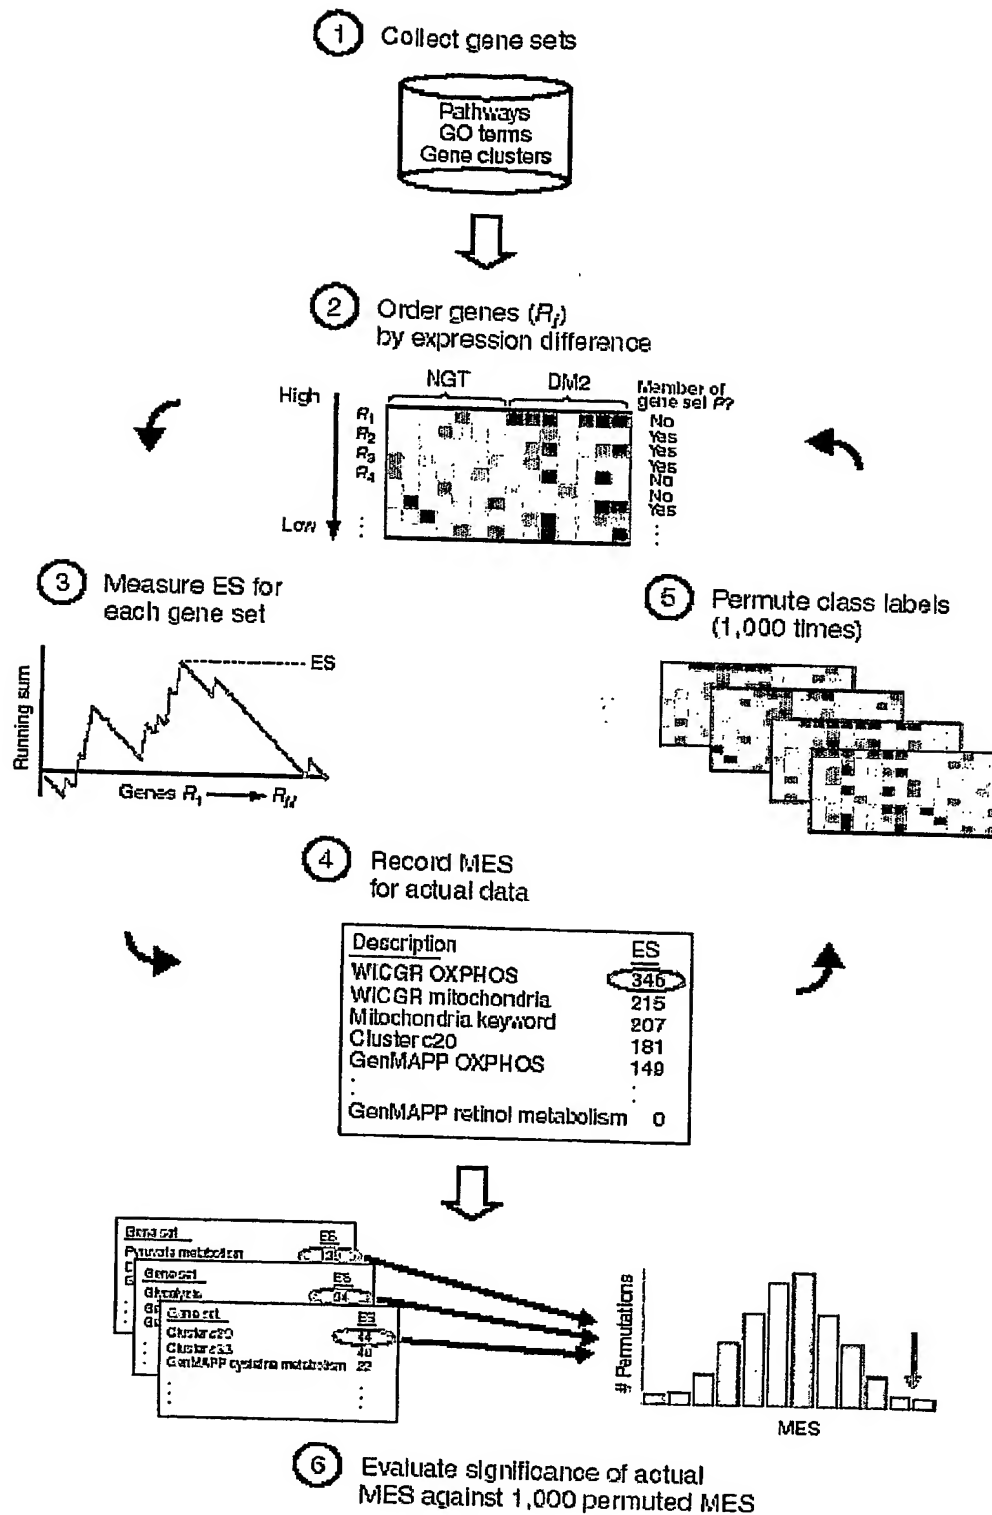 1 Collect gene sets
Pathways
GO terms
Gene clusters
2 Order genes (Ri)
by expression difference
NGT DM2 Member of
gene set P?
High
R1 No
R2 Yes
R3 Yes
Yes
R4 No
No
Yes
Low
3 Measure ES for
each gene set
ES
Running sum
Genes R1 RN
5 Permute class labels
(1,000 times)
4 Record MES
for actual data
Description ES
WICGR OXPHOS 346
WICGR mitochondria 215
Mitochondria keyword 207
Cluster c20 181
GenMAPP OXPHOS 149
GenMAPP retinol metabolism 0
Gene set ES
Pyruvate metabolism
Gene set ES
Glycolysis
Gene set ES
Cluster c20 44
Cluster c33 40
GenMAPP cysteine metabolism 22
# Permutations
MES
6 Evaluate significance of actual
MES against 1,000 permuted MES